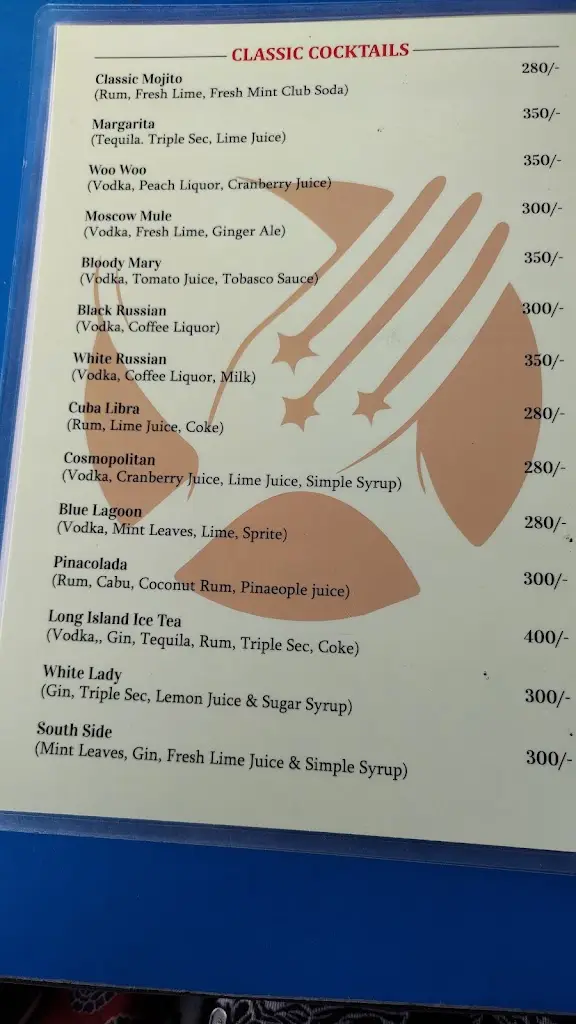 CLASSIC COCKTAILS
Classic Mojito 280/-
(Rum, Fresh Lime, Fresh Mint Club Soda)
Margarita 350/-
(Tequila. Triple Sec, Lime Juice)
Woo Woo 350/-
(Vodka, Peach Liquor, Cranberry Juice)
Moscow Mule 300/-
(Vodka, Fresh Lime, Ginger Ale)
Bloody Mary 350/-
(Vodka, Tomato Juice, Tobasco Sauce)
Black Russian 300/-
(Vodka, Coffee Liquor)
White Russian 350/-
(Vodka, Coffee Liquor, Milk)
Cuba Libra 280/-
(Rum, Lime Juice, Coke)
Cosmopolitan 280/-
(Vodka, Cranberry Juice, Lime Juice, Simple Syrup)
Blue Lagoon 280/-
(Vodka, Mint Leaves, Lime, Sprite)
Pinacolada 300/-
(Rum, Cabu, Coconut Rum, Pinaeople juice)
Long Island Ice Tea 400/-
(Vodka,, Gin, Tequila, Rum, Triple Sec, Coke)
White Lady 300/-
(Gin, Triple Sec, Lemon Juice & Sugar Syrup)
South Side 300/-
(Mint Leaves, Gin, Fresh Lime Juice & Simple Syrup)